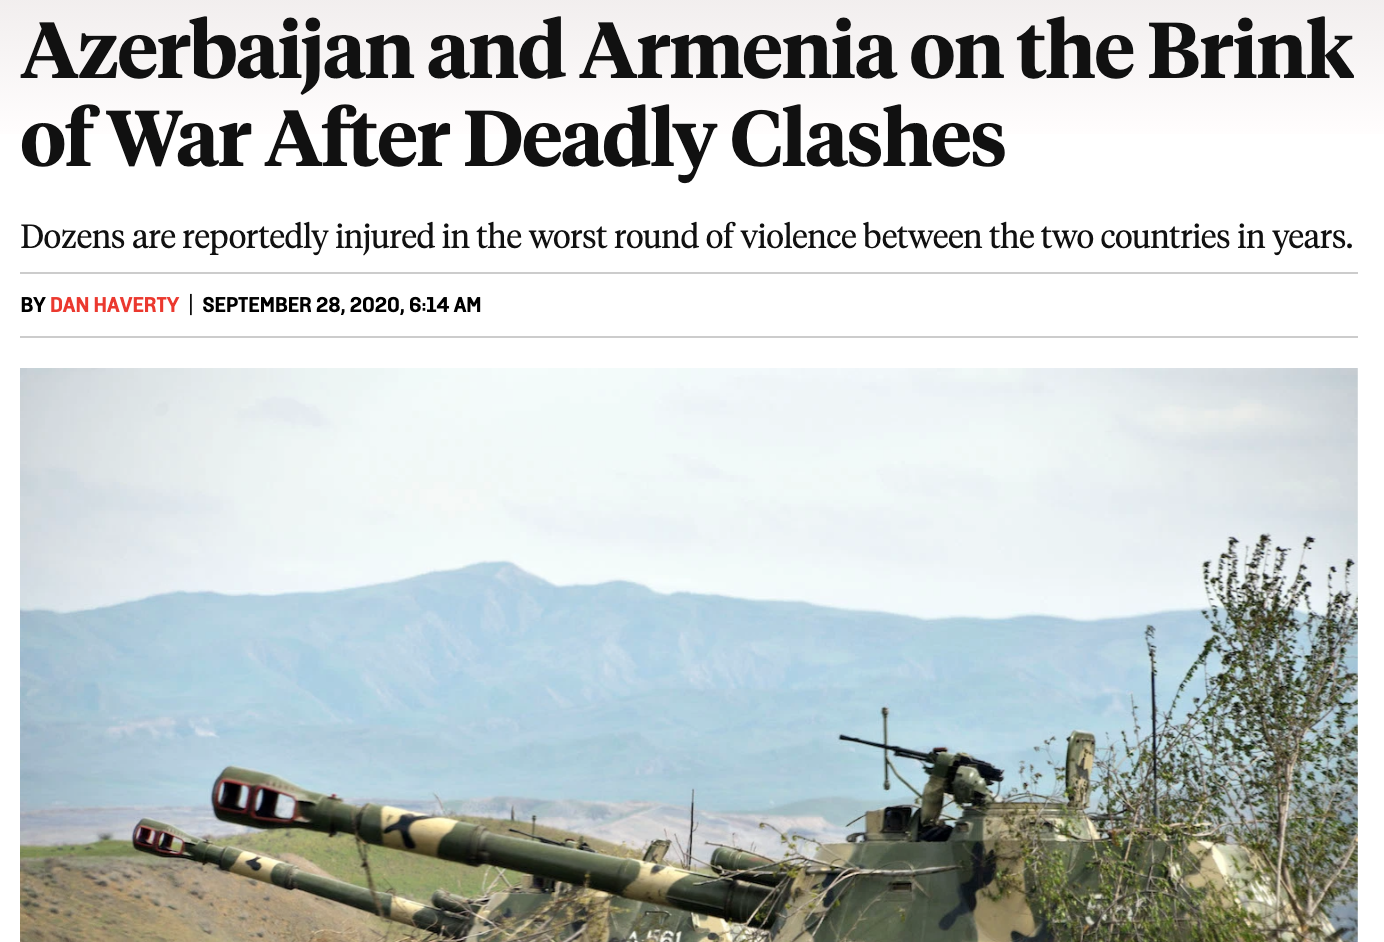 Azerbaijan and Armenia on the Brink
of War After Deadly Clashes
Dozens are reportedly injured in the worst round of violence between the two countries in years.
BY DAN HAVERTY | SEPTEMBER 28, 2020, 6:14 AM